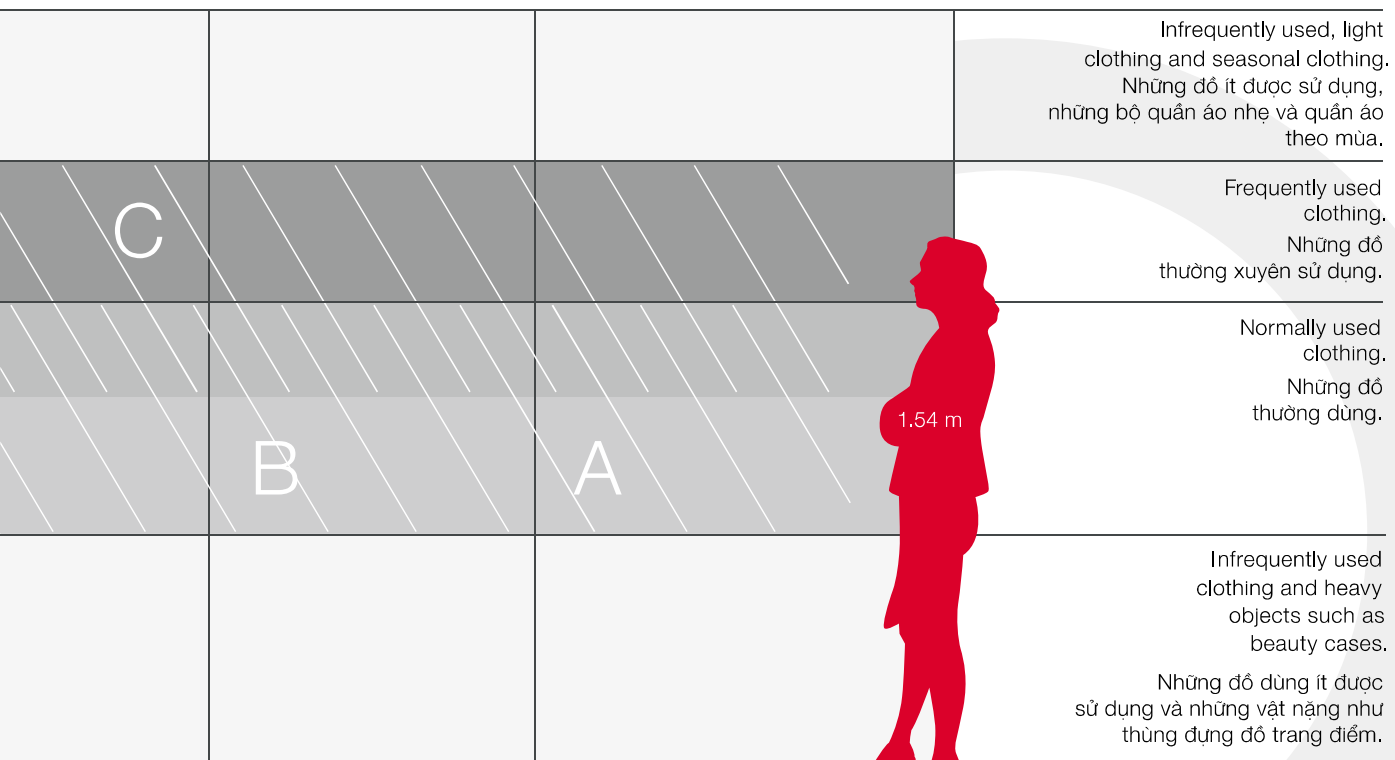 Infrequently used, light
clothing and seasonal clothing.
Những đồ ít được sử dụng,
những bộ quần áo nhẹ và quần áo
theo mùa.
C
Frequently used
clothing.
Những đồ
thường xuyên sử dụng.
Normally used
clothing.
Những đồ
thường dùng.
1.54 m
B
A
Infrequently used
clothing and heavy
objects such as
beauty cases.
Những đồ dùng ít được
sử dụng và những vật nặng như
thùng đựng đồ trang điểm.